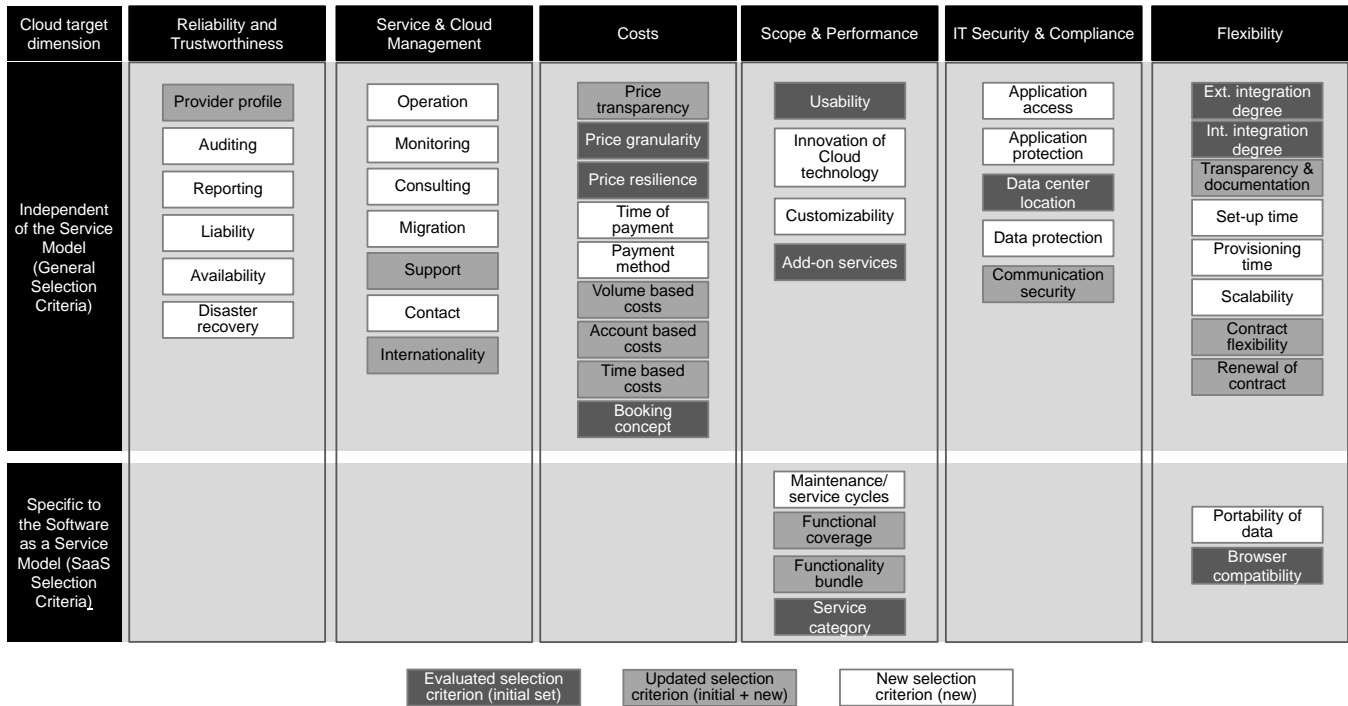 Cloud target
dimension
Reliability and
Trustworthiness
Service & Cloud
Management
Costs
Scope & Performance
IT Security & Compliance
Flexibility
Independent
of the Service
Model
(General
Selection
Criteria)
Provider profile
Auditing
Reporting
Liability
Availability
Disaster
recovery
Operation
Monitoring
Consulting
Migration
Support
Contact
Internationality
Price
transparency
Price granularity
Price resilience
Time of
payment
Payment
method
Volume based
costs
Account based
costs
Time based
costs
Booking
concept
Usability
Innovation of
Cloud
technology
Customizability
Add-on services
Application
access
Application
protection
Data center
location
Data protection
Communication
security
Ext. integration
degree
Int. integration
degree
Transparency &
documentation
Set-up time
Provisioning
time
Scalability
Contract
flexibility
Renewal of
contract
Specific to
the Software
as a Service
Model (SaaS
Selection
Criteria)
Maintenance/
service cycles
Functional
coverage
Functionality
bundle
Service
category
Portability of
data
Browser
compatibility
Evaluated selection
criterion (initial set)
Updated selection
criterion (initial + new)
New selection
criterion (new)